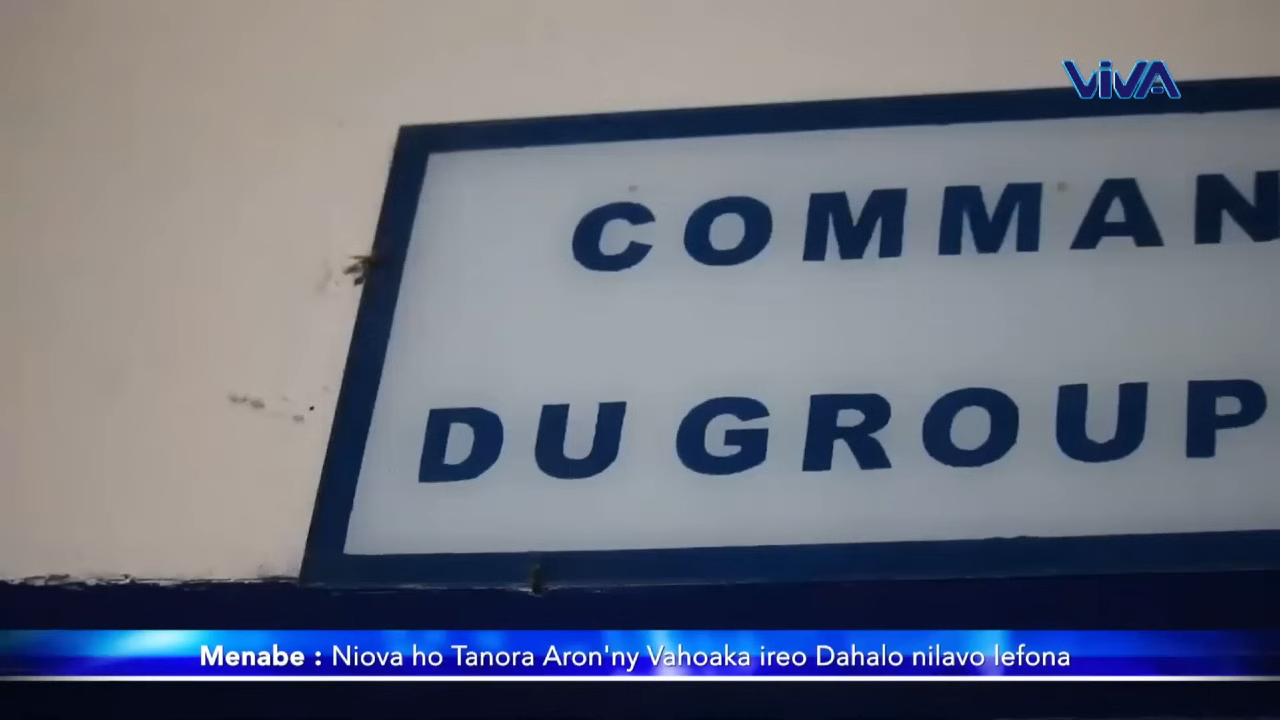 VIVA
COMMAN
DU GROUP
Menabe : Niova ho Tanora Aron'ny Vahoaka ireo Dahalo nilavo lefona